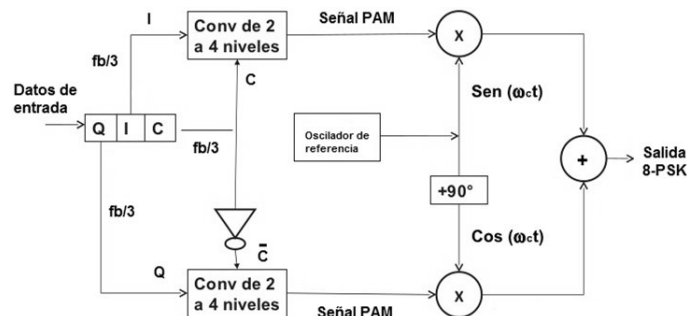 I
Conv de 2
a 4 niveles
Señal PAM
X
fb/3
C
Sen (ωct)
Datos de
entrada
Q I C
fb/3
Oscilador de
referencia
+
Salida
8-PSK
+90°
fb/3
C̅
Cos (ωct)
Q
Conv de 2
a 4 niveles
Señal PAM
X